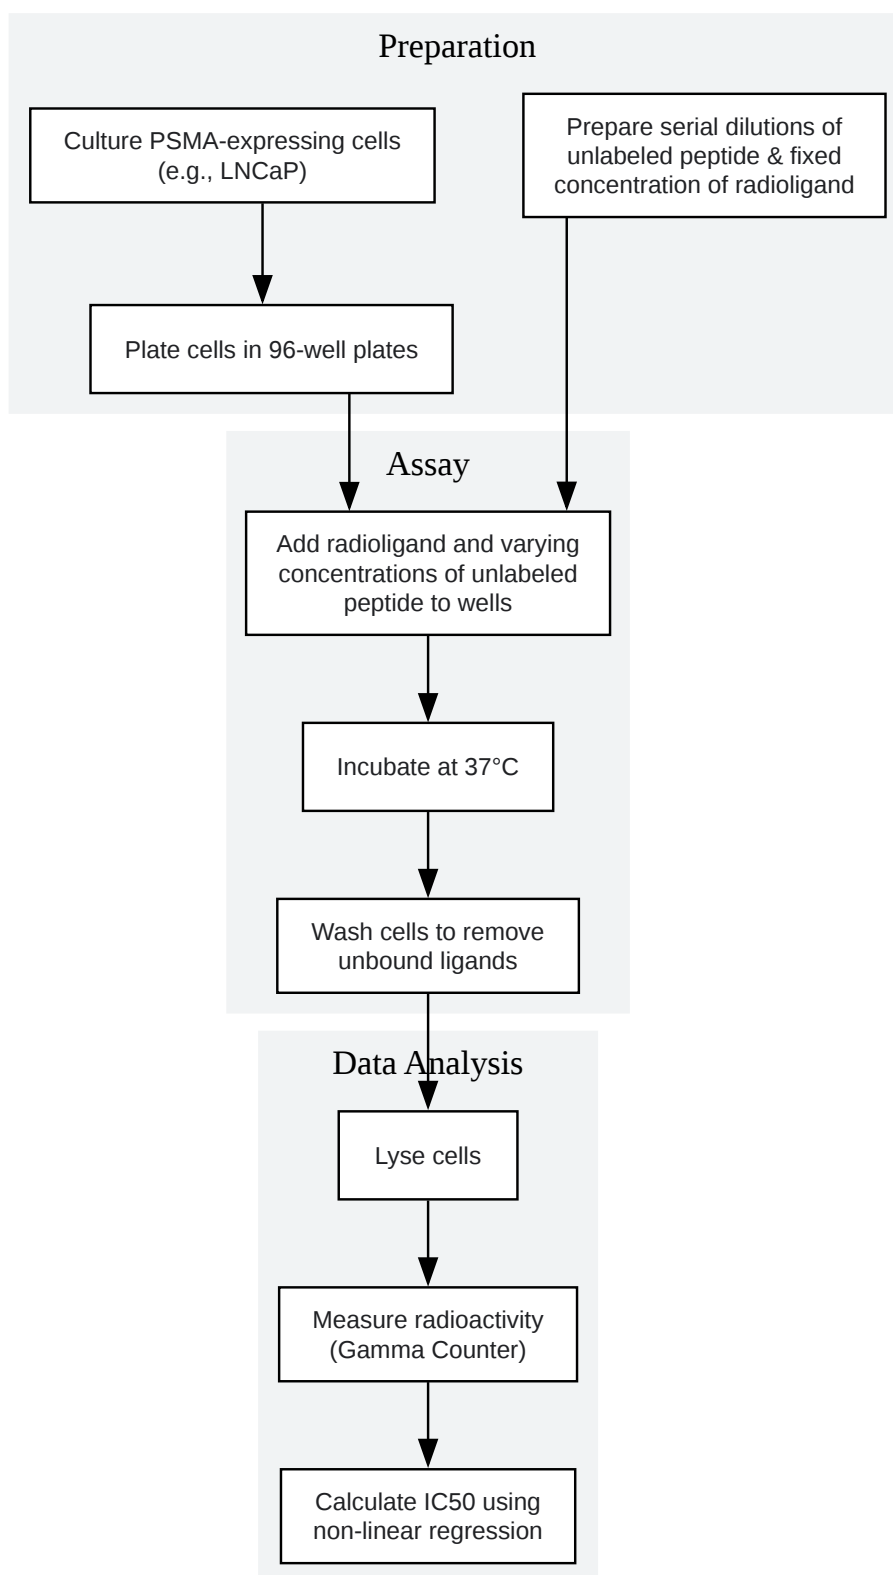 Preparation
Culture PSMA-expressing cells
(e.g., LNCaP)
Prepare serial dilutions of
unlabeled peptide & fixed
concentration of radioligand
Plate cells in 96-well plates
Assay
Add radioligand and varying
concentrations of unlabeled
peptide to wells
Incubate at 37°C
Wash cells to remove
unbound ligands
Data Analysis
Lyse cells
Measure radioactivity
(Gamma Counter)
Calculate IC50 using
non-linear regression